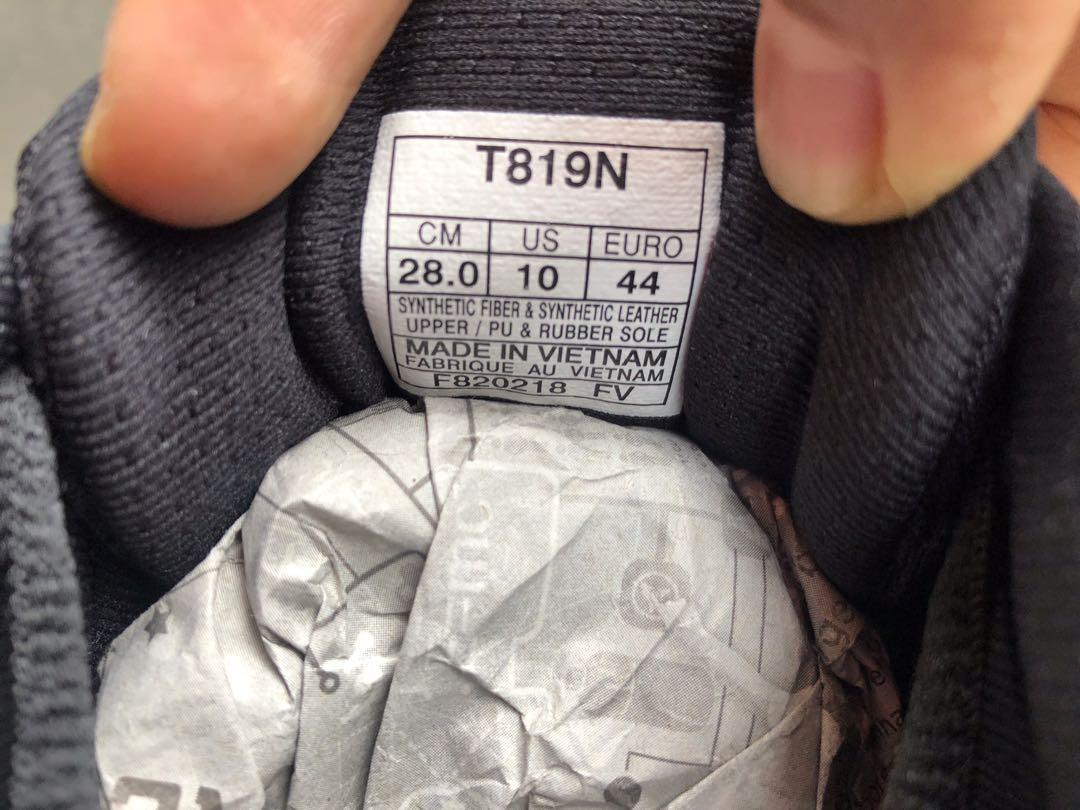 T819N
CM US EURO
28.0 10 44
SYNTHETIC FIBER & SYNTHETIC LEATHER
UPPER / PU & RUBBER SOLE
MADE IN VIETNAM
FABRIQUE AU VIETNAM
F820218 FV